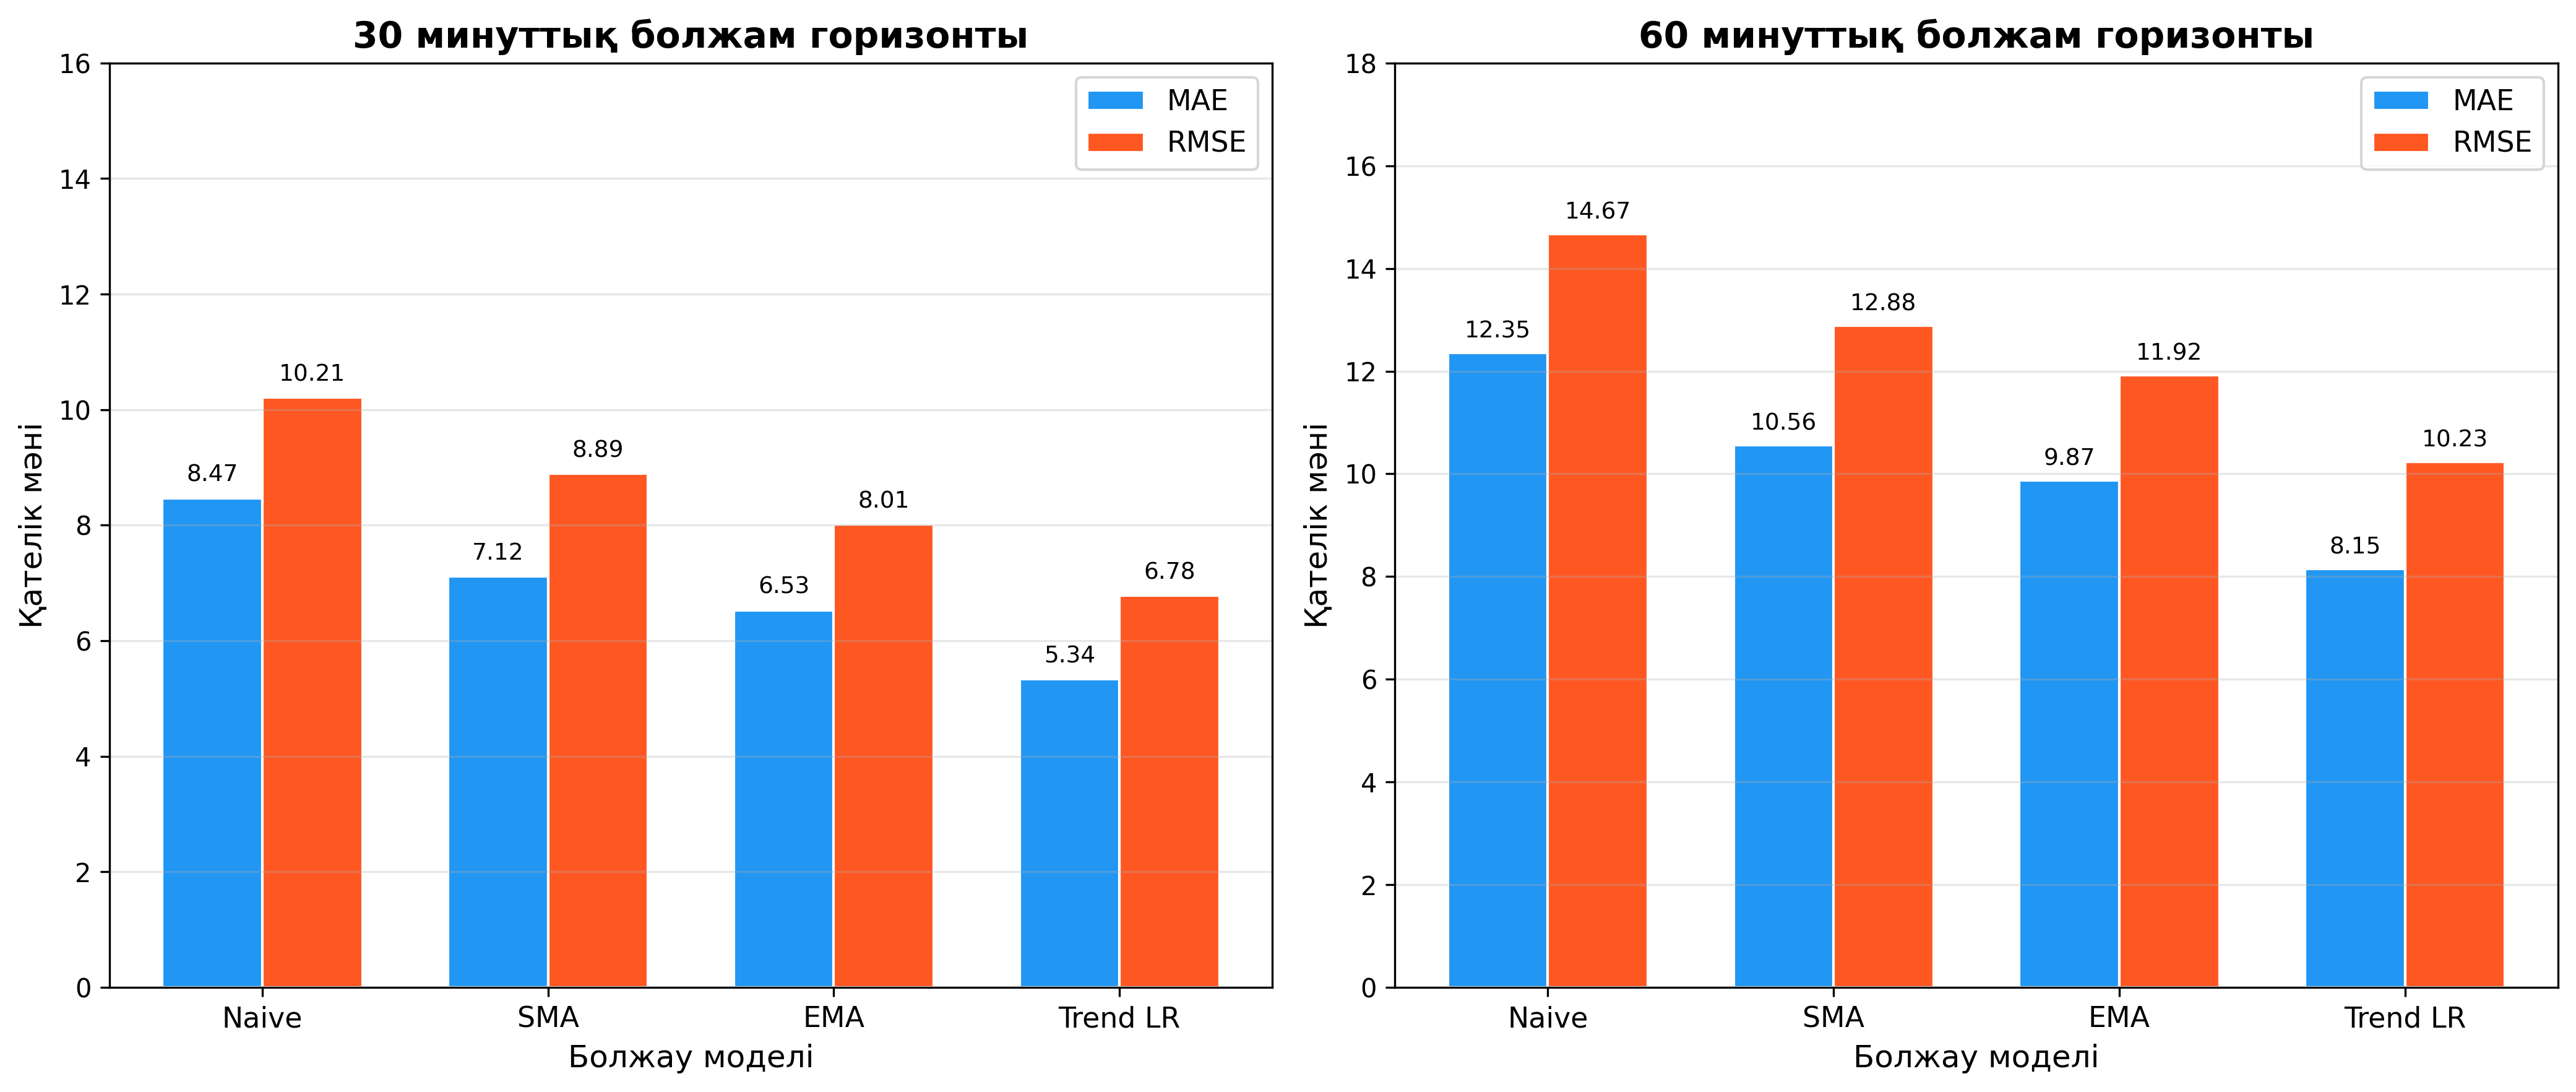 30 минуттық болжам горизонты
16
14
12
10
8
6
4
2
0
Қателік мәні
MAE
RMSE
8.47
10.21
7.12
8.89
6.53
8.01
5.34
6.78
Naive
SMA
EMA
Trend LR
Болжау моделі
60 минуттық болжам горизонты
18
16
14
12
10
8
6
4
2
0
Қателік мәні
MAE
RMSE
12.35
14.67
10.56
12.88
9.87
11.92
8.15
10.23
Naive
SMA
EMA
Trend LR
Болжау моделі